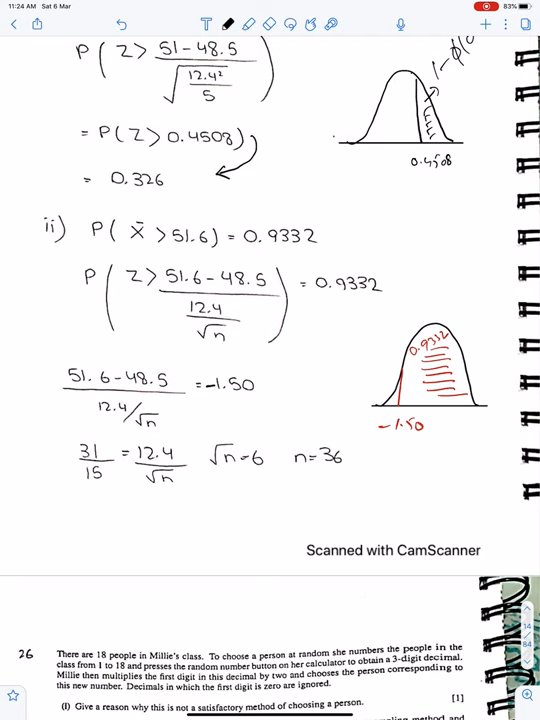 11:24 AM Sat 6 Mar
83%
P ( Z > 51 - 48.5
√ 12.4²
5 )
1 - ϕ(0
= P(Z > 0.4508)
0.4508
= 0.326
ii) P( X̄ > 51.6) = 0.9332
P ( Z > 51.6 - 48.5 ) = 0.9332
12.4
√n
0.9332
51.6 - 48.5 = -1.50
12.4/√n
-1.50
31 = 12.4 √n = 6 n = 36
15 √n
Scanned with CamScanner
14
84
26 There are 18 people in Millie's class. To choose a person at random she numbers the people in the
class from 1 to 18 and presses the random number button on her calculator to obtain a 3-digit decimal.
Millie then multiplies the first digit in this decimal by two and chooses the person corresponding to
this new number. Decimals in which the first digit is zero are ignored.
(i) Give a reason why this is not a satisfactory method of choosing a person. [1]